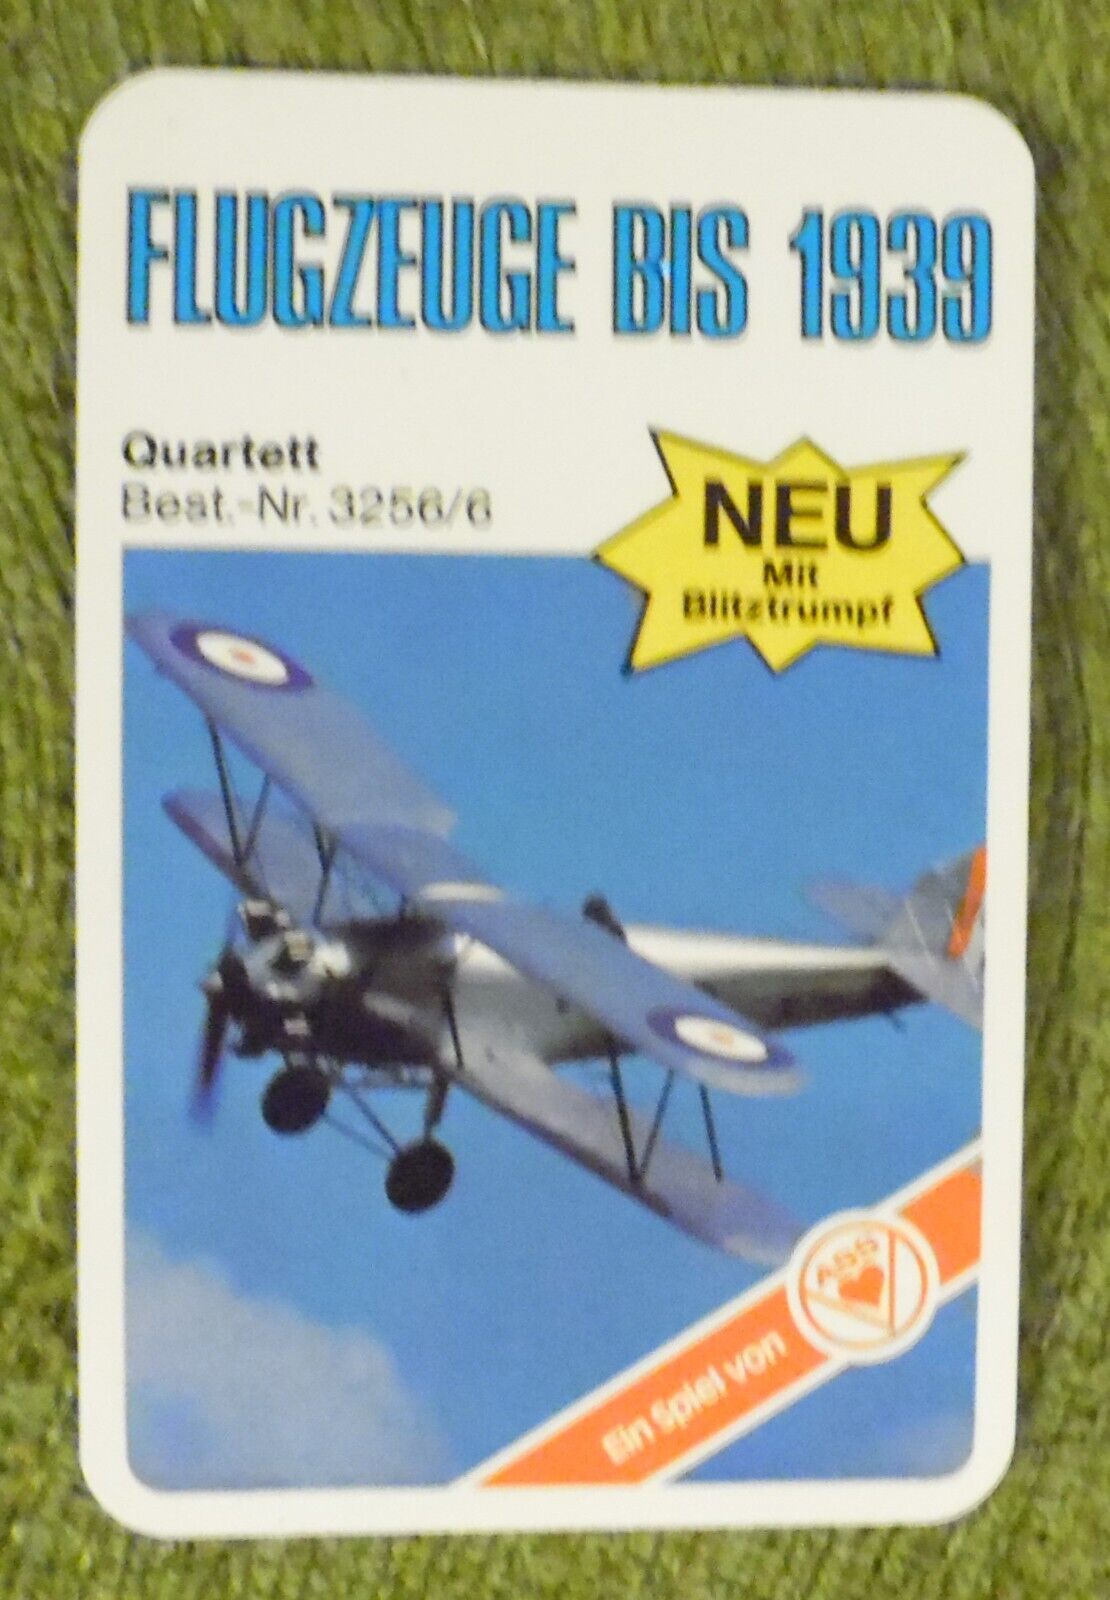 FLUGZEUGE BIS 1939
Quartett
Best.-Nr. 3256/6
NEU
Mit
Blitztrumpf
Ein Spiel von
ASS